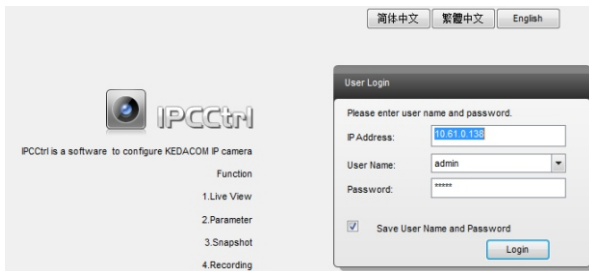 简体中文
繁體中文
English
IPCCtrl
IPCCtrl is a software to configure KEDACOM IP camera
Function
1.Live View
2.Parameter
3.Snapshot
4.Recording
User Login
Please enter user name and password.
IP Address: 10.61.0.138
User Name: admin
Password: *****
Save User Name and Password
Login